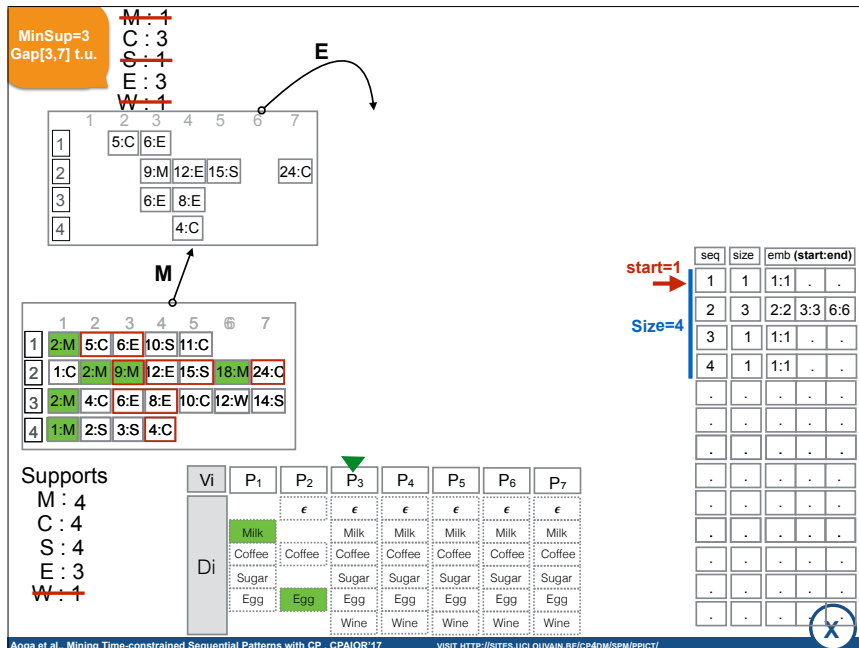 MinSup=3
Gap[3,7] t.u.
M : 1
C : 3
S : 1
E : 3
W : 1
E
1 2 3 4 5 6 7
1 5:C 6:E
2 9:M 12:E 15:S 24:C
3 6:E 8:E
4 4:C
M
1 2 3 4 5 6 7
1 2:M 5:C 6:E 10:S 11:C
2 1:C 2:M 9:M 12:E 15:S 18:M 24:C
3 2:M 4:C 6:E 8:E 10:C 12:W 14:S
4 1:M 2:S 3:S 4:C
Supports
M : 4
C : 4
S : 4
E : 3
W : 1
Vi P1 P2 P3 P4 P5 P6 P7
Di
ϵ ϵ ϵ ϵ ϵ ϵ
Milk Milk Milk Milk Milk Milk
Coffee Coffee Coffee Coffee Coffee Coffee Coffee
Sugar Sugar Sugar Sugar Sugar Sugar
Egg Egg Egg Egg Egg Egg Egg
Wine Wine Wine Wine Wine
start=1
Size=4
seq size emb (start:end)
1 1 1:1 . .
2 3 2:2 3:3 6:6
3 1 1:1 . .
4 1 1:1 . .
. . . . .
. . . . .
. . . . .
. . . . .
. . . . .
. . . . .
. . . . .
. . . . .
. . . . .
X
Aoga et al., Mining Time-constrained Sequential Patterns with CP , CPAIOR'17 VISIT HTTP://SITES.UCLOUVAIN.BE/CP4DM/SPM/PPICT/